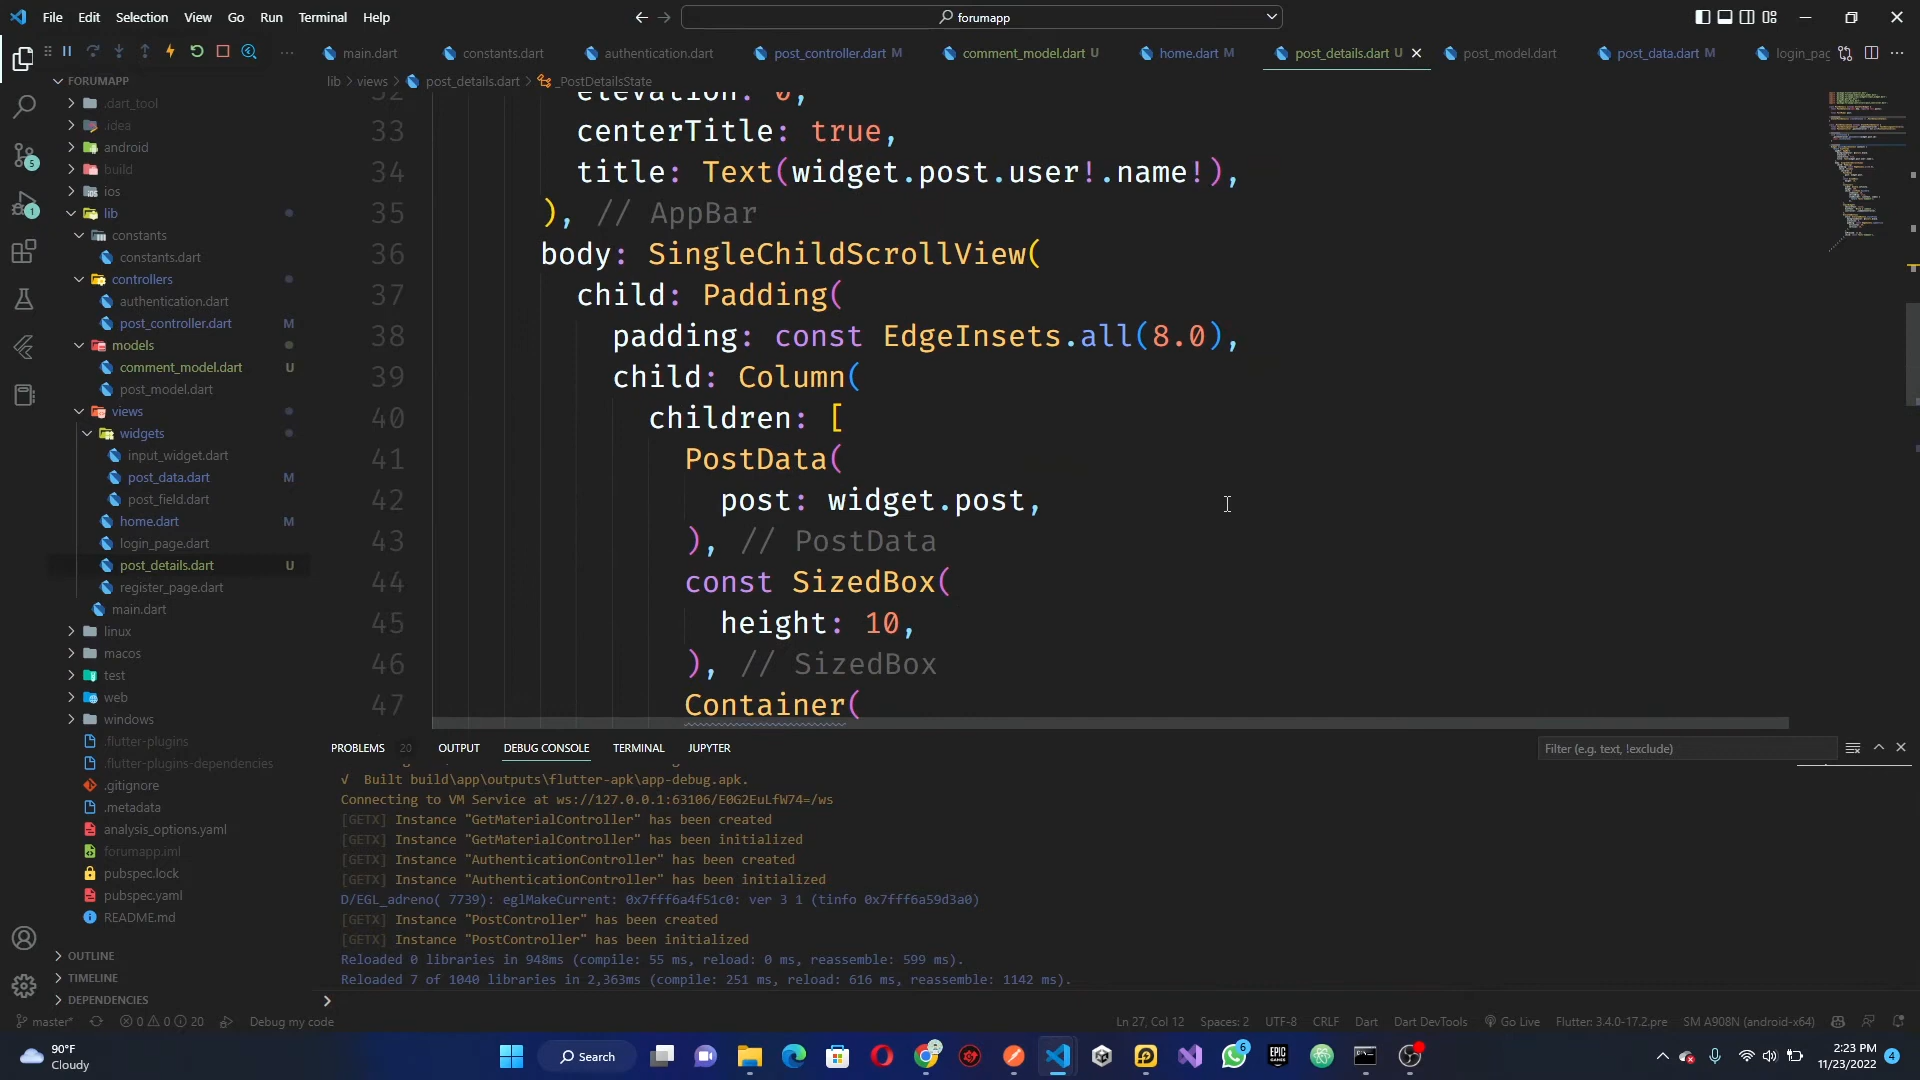 File Edit Selection View Go Run Terminal Help
forumapp
main.dart constants.dart authentication.dart post_controller.dart M comment_model.dart U home.dart M post_details.dart U post_model.dart post_data.dart M login_pag
FORUMAPP
lib > views > post_details.dart > _PostDetailsState
.dart_tool
.idea
android
build
ios
lib
constants
constants.dart
controllers
authentication.dart
post_controller.dart M
models
comment_model.dart U
post_model.dart
views
widgets
input_widget.dart
post_data.dart M
post_field.dart
home.dart M
login_page.dart
post_details.dart U
register_page.dart
main.dart
linux
macos
test
web
windows
.flutter-plugins
.flutter-plugins-dependencies
.gitignore
.metadata
analysis_options.yaml
forumapp.iml
pubspec.lock
pubspec.yaml
README.md
OUTLINE
TIMELINE
DEPENDENCIES
5
1
32 elevation: 0,
33 centerTitle: true,
34 title: Text(widget.post.user!.name!),
35 ), // AppBar
36 body: SingleChildScrollView(
37 child: Padding(
38 padding: const EdgeInsets.all(8.0),
39 child: Column(
40 children: [
41 PostData(
42 post: widget.post,
43 ), // PostData
44 const SizedBox(
45 height: 10,
46 ), // SizedBox
47 Container(
PROBLEMS 20 OUTPUT DEBUG CONSOLE TERMINAL JUPYTER
Filter (e.g. text, !exclude)
√ Built build\app\outputs\flutter-apk\app-debug.apk.
Connecting to VM Service at ws://127.0.0.1:63106/E0G2EuLfW74=/ws
[GETX] Instance "GetMaterialController" has been created
[GETX] Instance "GetMaterialController" has been initialized
[GETX] Instance "AuthenticationController" has been created
[GETX] Instance "AuthenticationController" has been initialized
D/EGL_adreno( 7739): eglMakeCurrent: 0x7fff6a4f51c0: ver 3 1 (tinfo 0x7fff6a59d3a0)
[GETX] Instance "PostController" has been created
[GETX] Instance "PostController" has been initialized
Reloaded 0 libraries in 948ms (compile: 55 ms, reload: 0 ms, reassemble: 599 ms).
Reloaded 7 of 1040 libraries in 2,363ms (compile: 251 ms, reload: 616 ms, reassemble: 1142 ms).
master* 0 0 20 Debug my code Ln 27, Col 12 Spaces: 2 UTF-8 CRLF Dart Dart DevTools Go Live Flutter: 3.4.0-17.2.pre SM A908N (android-x64)
90°F
Cloudy
Search
6
EPIC GAMES
2:23 PM
11/23/2022
4